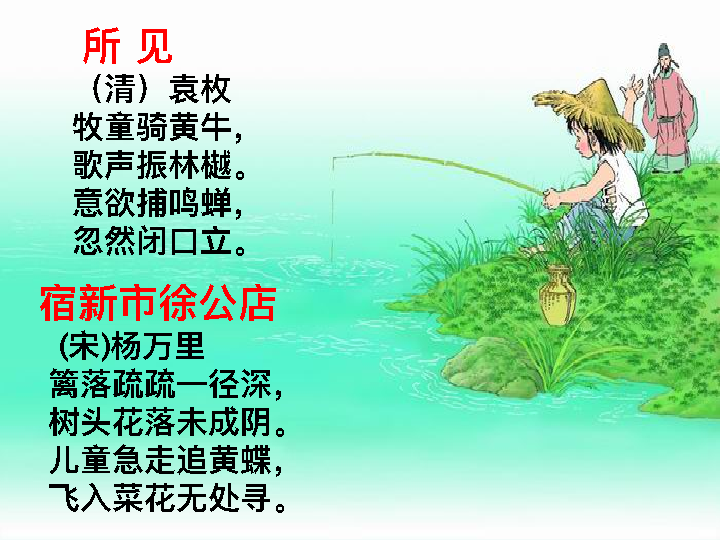 所 见
（清）袁枚
牧童骑黄牛，
歌声振林樾。
意欲捕鸣蝉，
忽然闭口立。
宿新市徐公店
(宋)杨万里
篱落疏疏一径深，
树头花落未成阴。
儿童急走追黄蝶，
飞入菜花无处寻。